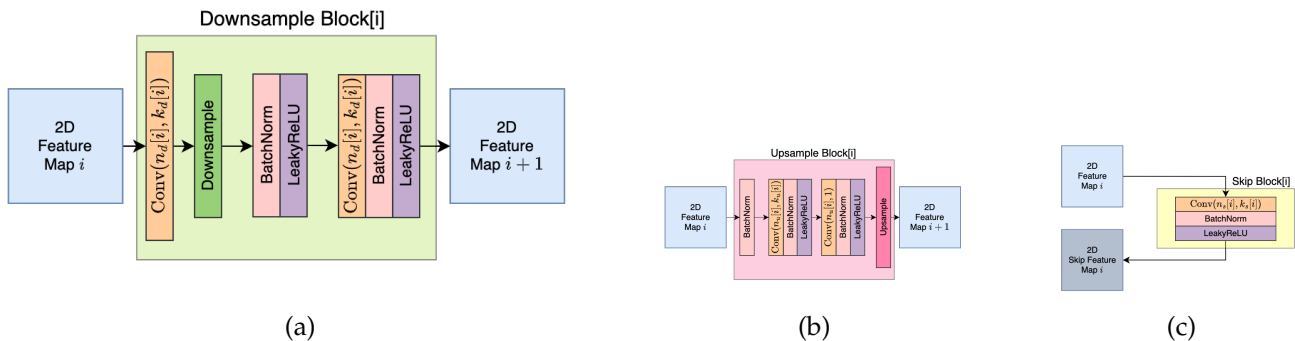 Downsample Block[i]
2D
Feature
Map i
Conv(n_d[i], k_d[i])
Downsample
BatchNorm
LeakyReLU
Conv(n_d[i], k_d[i])
BatchNorm
LeakyReLU
2D
Feature
Map i + 1
(a)
Upsample Block[i]
2D
Feature
Map i
BatchNorm
Conv(n_u[i], k_u[i])
BatchNorm
LeakyReLU
Conv(n_u[i], 1)
BatchNorm
LeakyReLU
Upsample
2D
Feature
Map i + 1
(b)
2D
Feature
Map i
Skip Block[i]
Conv(n_s[i], k_s[i])
BatchNorm
LeakyReLU
2D
Skip Feature
Map i
(c)